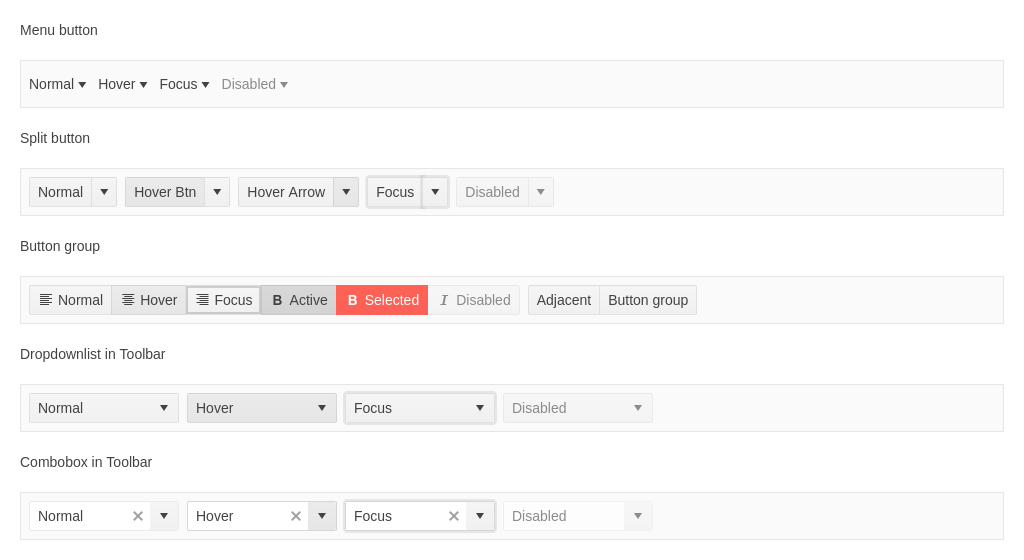 Menu button
Normal Hover Focus Disabled
Split button
Normal Hover Btn Hover Arrow Focus Disabled
Button group
Normal Hover Focus B Active B Selected I Disabled Adjacent Button group
Dropdownlist in Toolbar
Normal Hover Focus Disabled
Combobox in Toolbar
Normal Hover Focus Disabled